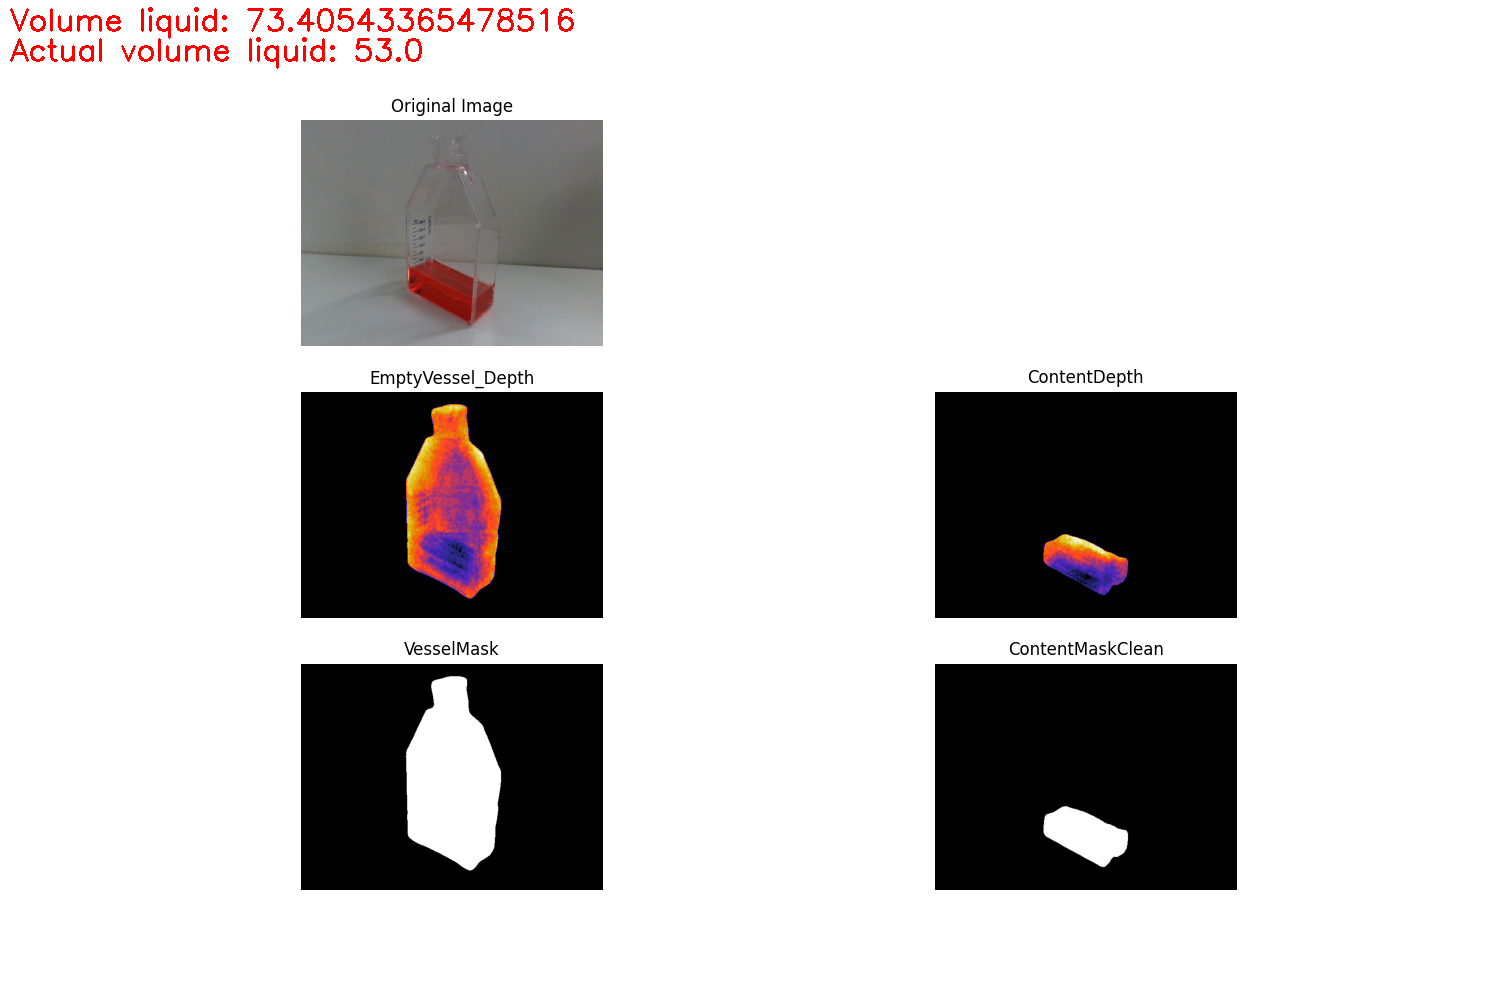 Volume liquid: 73.40543365478516
Actual volume liquid: 53.0
Original Image
EmptyVessel_Depth
ContentDepth
VesselMask
ContentMaskClean